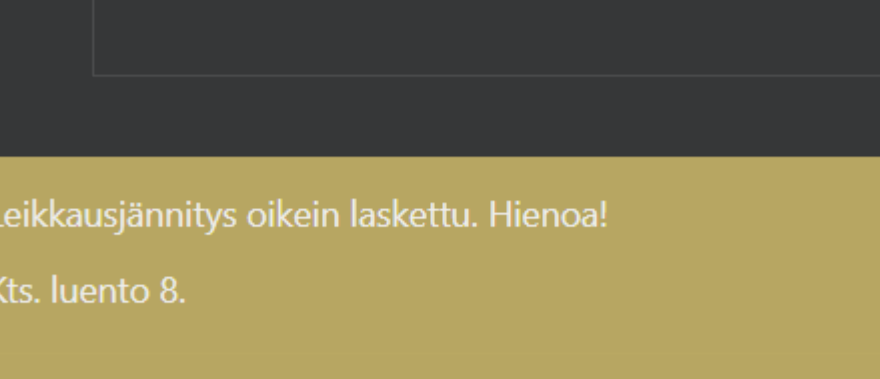 Leikkausjännitys oikein laskettu. Hienoa!
Kts. luento 8.